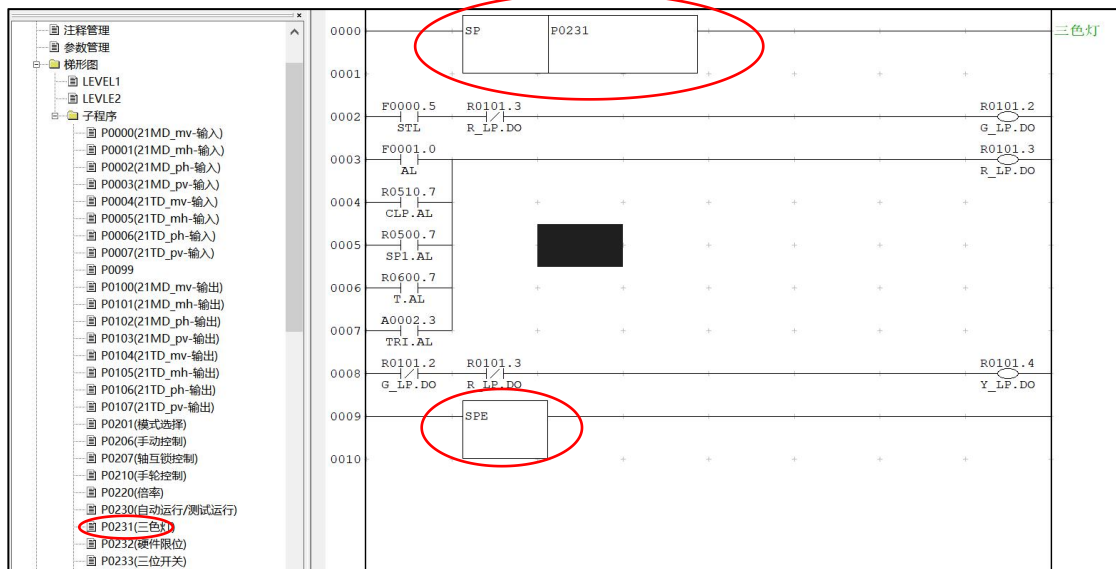 注释管理
参数管理
梯形图
LEVEL1
LEVLE2
子程序
P0000(21MD_mv-输入)
P0001(21MD_mh-输入)
P0002(21MD_ph-输入)
P0003(21MD_pv-输入)
P0004(21TD_mv-输入)
P0005(21TD_mh-输入)
P0006(21TD_ph-输入)
P0007(21TD_pv-输入)
P0099
P0100(21MD_mv-输出)
P0101(21MD_mh-输出)
P0102(21MD_ph-输出)
P0103(21MD_pv-输出)
P0104(21TD_mv-输出)
P0105(21TD_mh-输出)
P0106(21TD_ph-输出)
P0107(21TD_pv-输出)
P0201(模式选择)
P0206(手动控制)
P0207(轴互锁控制)
P0210(手轮控制)
P0220(倍率)
P0230(自动运行/测试运行)
P0231(三色灯)
P0232(硬件限位)
P0233(三位开关)
0000 SP P0231 三色灯
0001
F0000.5 R0101.3 R0101.2
0002
STL R_LP.DO G_LP.DO
F0001.0 R0101.3
0003
AL R_LP.DO
R0510.7
0004
CLP.AL
R0500.7
0005
SP1.AL
R0600.7
0006
T.AL
A0002.3
0007
TRI.AL
R0101.2 R0101.3 R0101.4
0008
G_LP.DO R_LP.DO Y_LP.DO
0009 SPE
0010